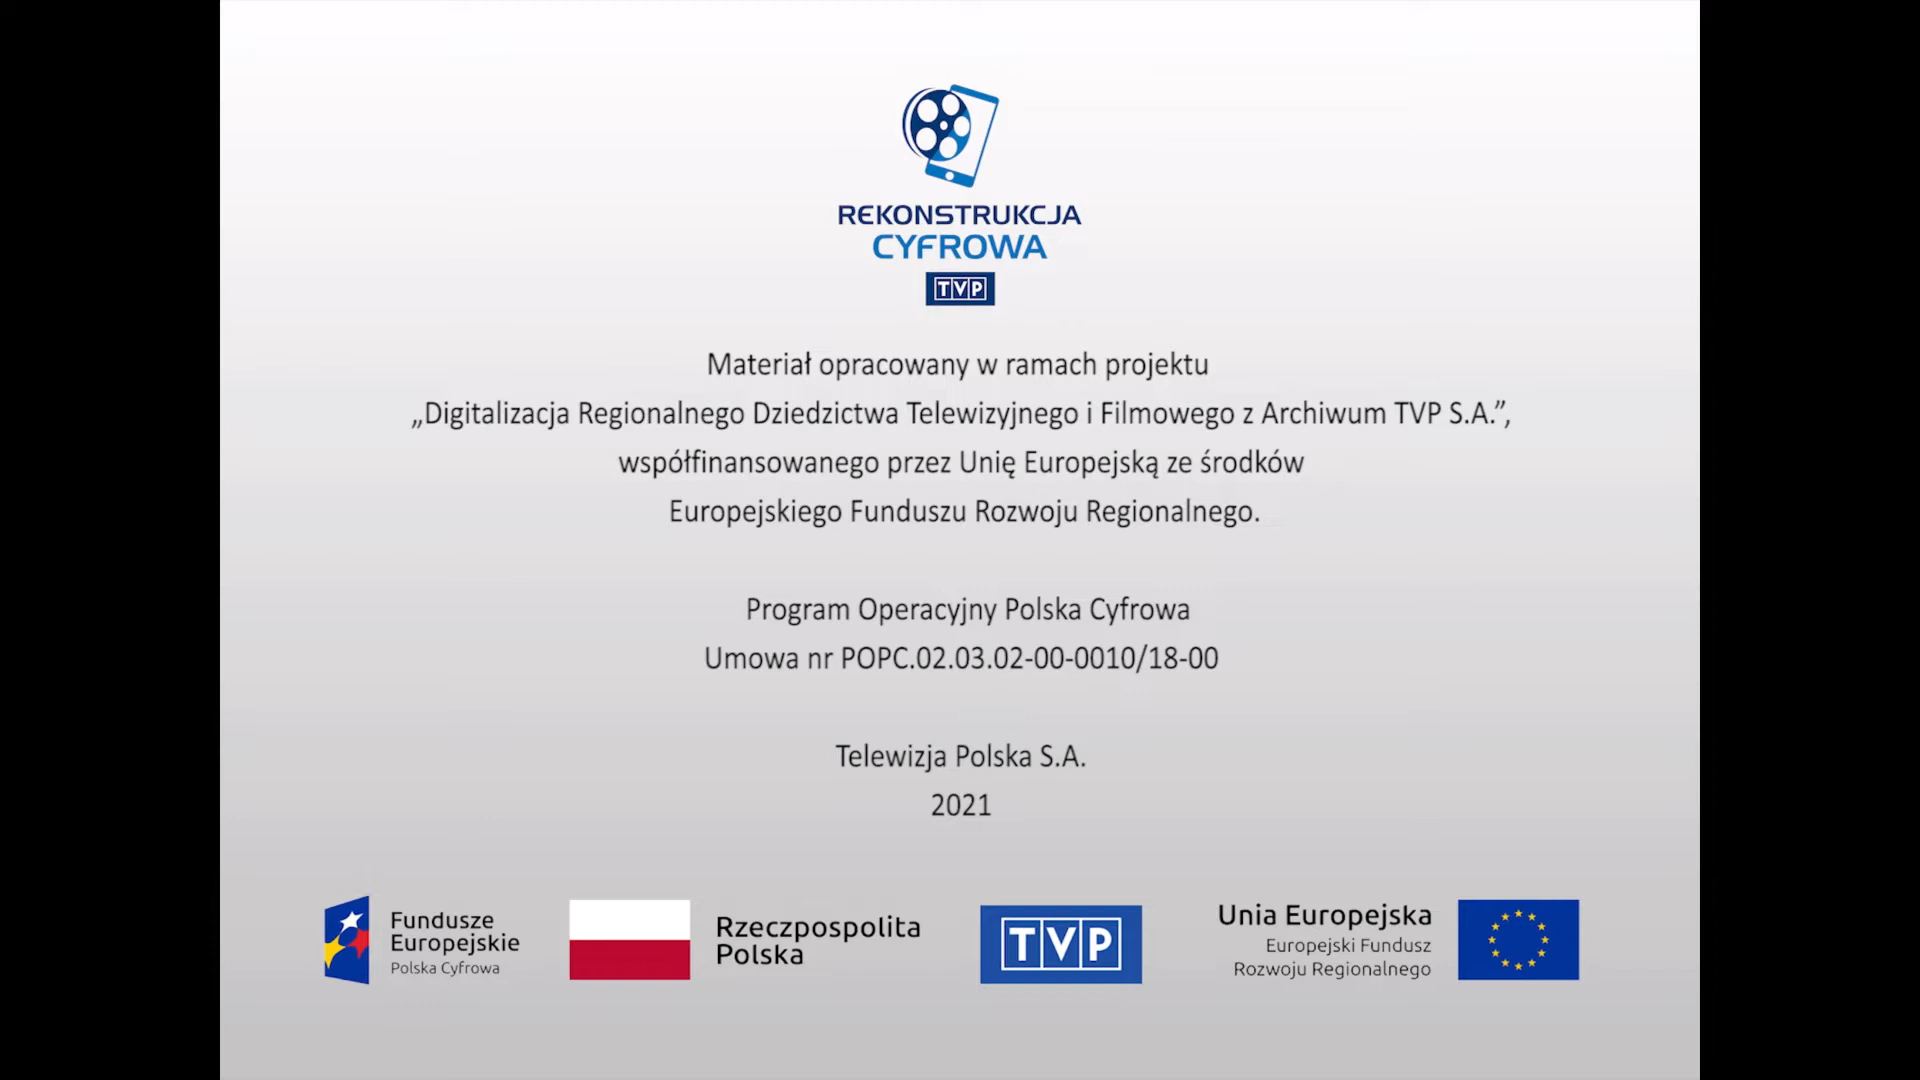 REKONSTRUKCJA
CYFROWA
TVP
Materiał opracowany w ramach projektu
„Digitalizacja Regionalnego Dziedzictwa Telewizyjnego i Filmowego z Archiwum TVP S.A.”,
współfinansowanego przez Unię Europejską ze środków
Europejskiego Funduszu Rozwoju Regionalnego.
Program Operacyjny Polska Cyfrowa
Umowa nr POPC.02.03.02-00-0010/18-00
Telewizja Polska S.A.
2021
Fundusze
Europejskie
Polska Cyfrowa
Rzeczpospolita
Polska
TVP
Unia Europejska
Europejski Fundusz
Rozwoju Regionalnego